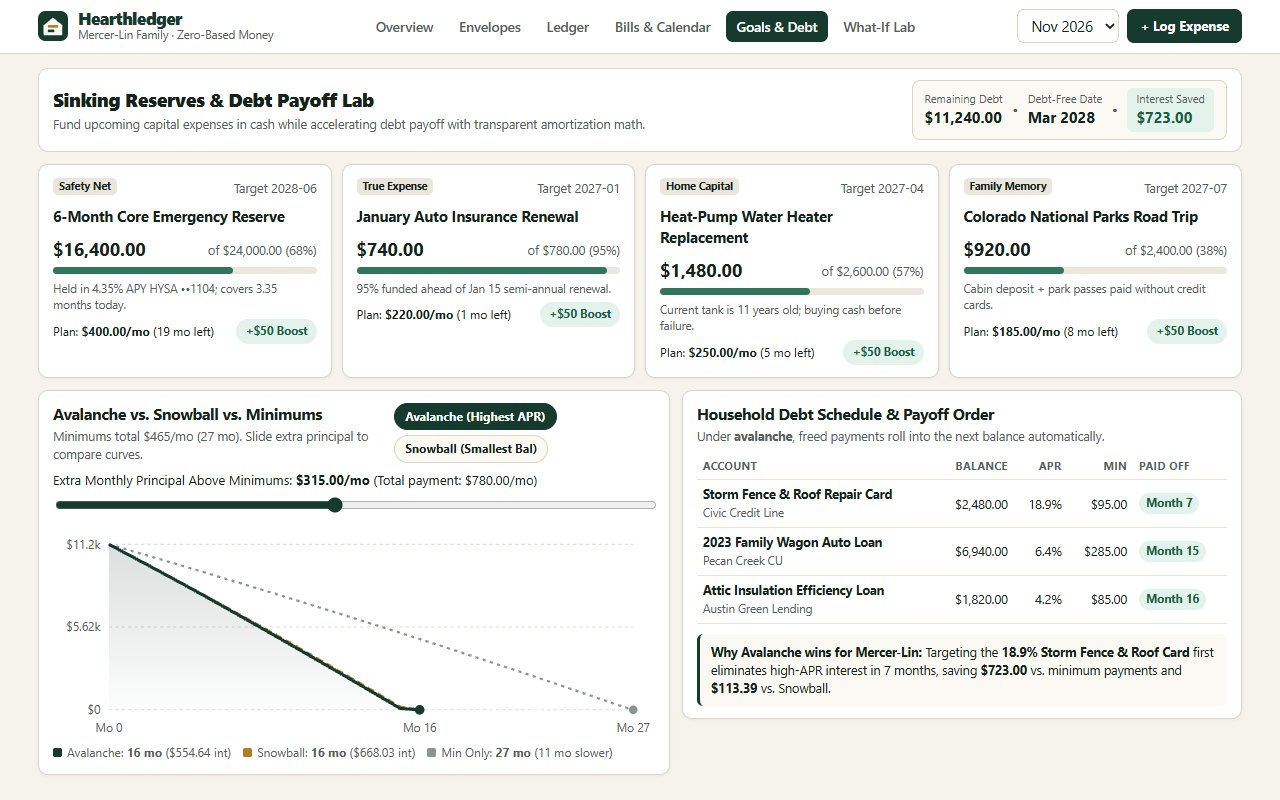 Hearthledger
Mercer-Lin Family · Zero-Based Money
Overview
Envelopes
Ledger
Bills & Calendar
Goals & Debt
What-If Lab
Nov 2026
+ Log Expense
Sinking Reserves & Debt Payoff Lab
Fund upcoming capital expenses in cash while accelerating debt payoff with transparent amortization math.
Remaining Debt
$11,240.00
•
Debt-Free Date
Mar 2028
•
Interest Saved
$723.00
Safety Net
Target 2028-06
6-Month Core Emergency Reserve
$16,400.00
of $24,000.00 (68%)
Held in 4.35% APY HYSA ••1104; covers 3.35
months today.
Plan: $400.00/mo (19 mo left)
+$50 Boost
True Expense
Target 2027-01
January Auto Insurance Renewal
$740.00
of $780.00 (95%)
95% funded ahead of Jan 15 semi-annual renewal.
Plan: $220.00/mo (1 mo left)
+$50 Boost
Home Capital
Target 2027-04
Heat-Pump Water Heater
Replacement
$1,480.00
of $2,600.00 (57%)
Current tank is 11 years old; buying cash before
failure.
Plan: $250.00/mo (5 mo left)
+$50 Boost
Family Memory
Target 2027-07
Colorado National Parks Road Trip
$920.00
of $2,400.00 (38%)
Cabin deposit + park passes paid without credit
cards.
Plan: $185.00/mo (8 mo left)
+$50 Boost
Avalanche vs. Snowball vs. Minimums
Minimums total $465/mo (27 mo). Slide extra principal to
compare curves.
Avalanche (Highest APR)
Snowball (Smallest Bal)
Extra Monthly Principal Above Minimums: $315.00/mo (Total payment: $780.00/mo)
$11.2k
$5.62k
$0
Mo 0
Mo 16
Mo 27
Avalanche: 16 mo ($554.64 int)
Snowball: 16 mo ($668.03 int)
Min Only: 27 mo (11 mo slower)
Household Debt Schedule & Payoff Order
Under avalanche, freed payments roll into the next balance automatically.
ACCOUNT BALANCE APR MIN PAID OFF
Storm Fence & Roof Repair Card
Civic Credit Line
$2,480.00 18.9% $95.00 Month 7
2023 Family Wagon Auto Loan
Pecan Creek CU
$6,940.00 6.4% $285.00 Month 15
Attic Insulation Efficiency Loan
Austin Green Lending
$1,820.00 4.2% $85.00 Month 16
Why Avalanche wins for Mercer-Lin: Targeting the 18.9% Storm Fence & Roof Card first
eliminates high-APR interest in 7 months, saving $723.00 vs. minimum payments and
$113.39 vs. Snowball.